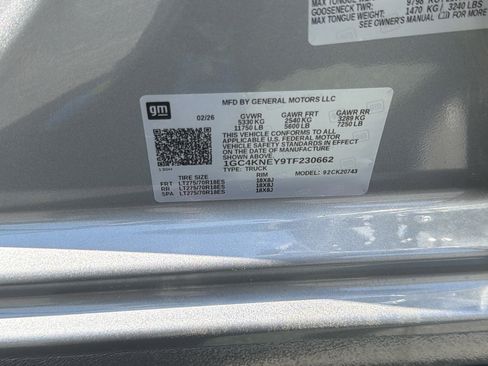 GOOSENECK TWR:
MAX TONGUE WEIGHT: 1470 KG / 3240 LBS
SEE OWNER'S MANUAL FOR MORE
gm
MFD BY GENERAL MOTORS LLC
02/26 GVWR GAWR FRT GAWR RR
5330 KG 2540 KG 3289 KG
11750 LB 5600 LB 7250 LB
THIS VEHICLE CONFORMS TO ALL
APPLICABLE U.S. FEDERAL MOTOR
VEHICLE SAFETY STANDARDS IN EFFECT
ON THE DATE OF MANUFACTURE
SHOWN ABOVE.
1GC4KNEY9TF230662
TYPE: TRUCK MODEL: 92CK20743
TIRE SIZE RIM
FRT LT275/70R18ES 18X8J
RR LT275/70R18ES 18X8J
SPA LT275/70R18ES 18X8J